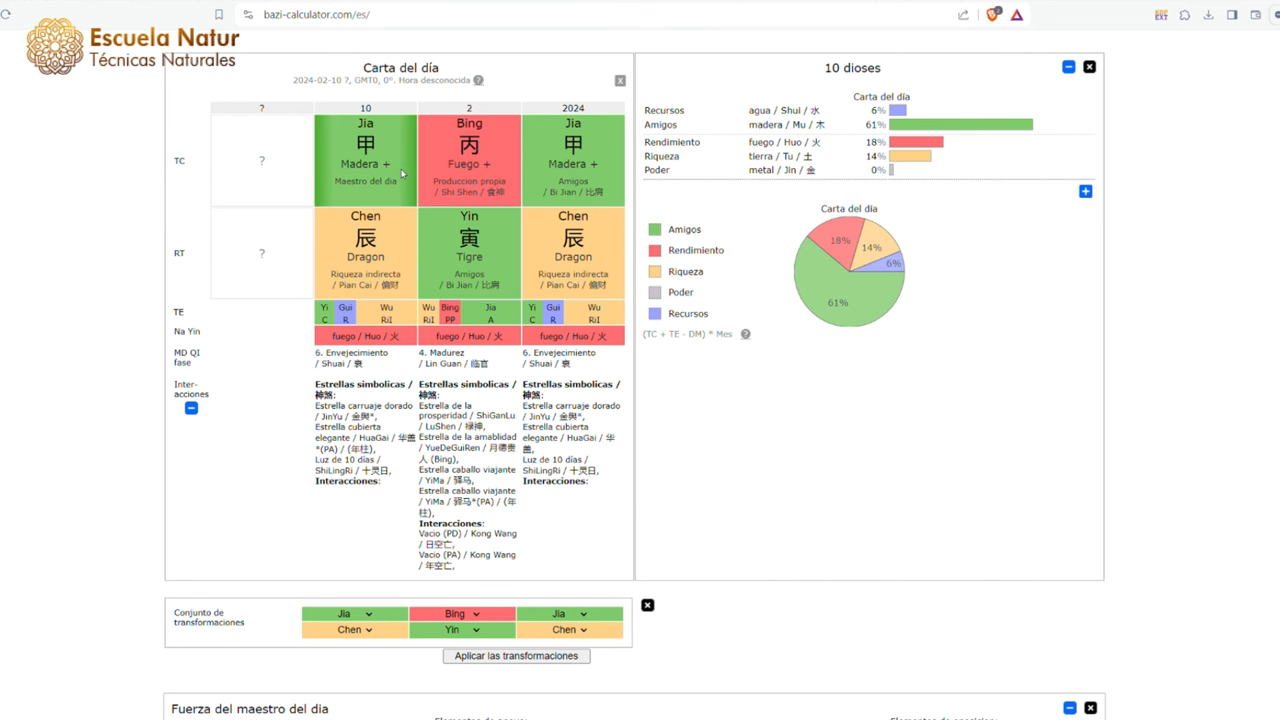 bazi-calculator.com/es/
2
KDP
EXT
Escuela Natur
Técnicas Naturales
Carta del día
2024-02-10 ?, GMT0, 0º. Hora desconocida ?
x
? 10 2 2024
TC
?
Jia
甲
Madera +
Maestro del dia
Bing
丙
Fuego +
Produccion propia
/ Shi Shen / 食神
Jia
甲
Madera +
Amigos
/ Bi Jian / 比肩
RT
?
Chen
辰
Dragon
Riqueza indirecta
/ Pian Cai / 偏财
Yin
寅
Tigre
Amigos
/ Bi Jian / 比肩
Chen
辰
Dragon
Riqueza indirecta
/ Pian Cai / 偏财
TE
Yi Gui Wu
C R RiI
Wu Bing Jia
RiI PP A
Yi Gui Wu
C R RiI
Na Yin
fuego / Huo / 火 fuego / Huo / 火 fuego / Huo / 火
MD QI
fase
6. Envejecimiento
/ Shuai / 衰
4. Madurez
/ Lin Guan / 临官
6. Envejecimiento
/ Shuai / 衰
Inter-
acciones
Estrellas simbolicas /
神煞:
Estrella carruaje dorado
/ JinYu / 金舆*,
Estrella cubierta
elegante / HuaGai / 华盖
*(PA) / (年柱),
Luz de 10 días /
ShiLingRi / 十灵日,
Interacciones:
Estrellas simbolicas /
神煞:
Estrella de la
prosperidad / ShiGanLu
/ LuShen / 禄神,
Estrella de la amabildad
/ YueDeGuiRen / 月德贵
人 (Bing),
Estrella caballo viajante
/ YiMa / 驿马,
Estrella caballo viajante
/ YiMa / 驿马*(PA) / (年
柱),
Interacciones:
Vacio (PD) / Kong Wang
/ 日空亡,
Vacio (PA) / Kong Wang
/ 年空亡,
Estrellas simbolicas /
神煞:
Estrella carruaje dorado
/ JinYu / 金舆*,
Estrella cubierta
elegante / HuaGai / 华
盖,
Luz de 10 días /
ShiLingRi / 十灵日,
Interacciones:
10 dioses
Carta del día
Recursos agua / Shui / 水 6%
Amigos madera / Mu / 木 61%
Rendimiento fuego / Huo / 火 18%
Riqueza tierra / Tu / 土 14%
Poder metal / Jin / 金 0%
Carta del día
Amigos
Rendimiento
Riqueza
Poder
Recursos
18%
14%
6%
61%
(TC + TE - DM) * Mes ?
Conjunto de
transformaciones
Jia Bing Jia
Chen Yin Chen
Aplicar las transformaciones
Fuerza del maestro del dia